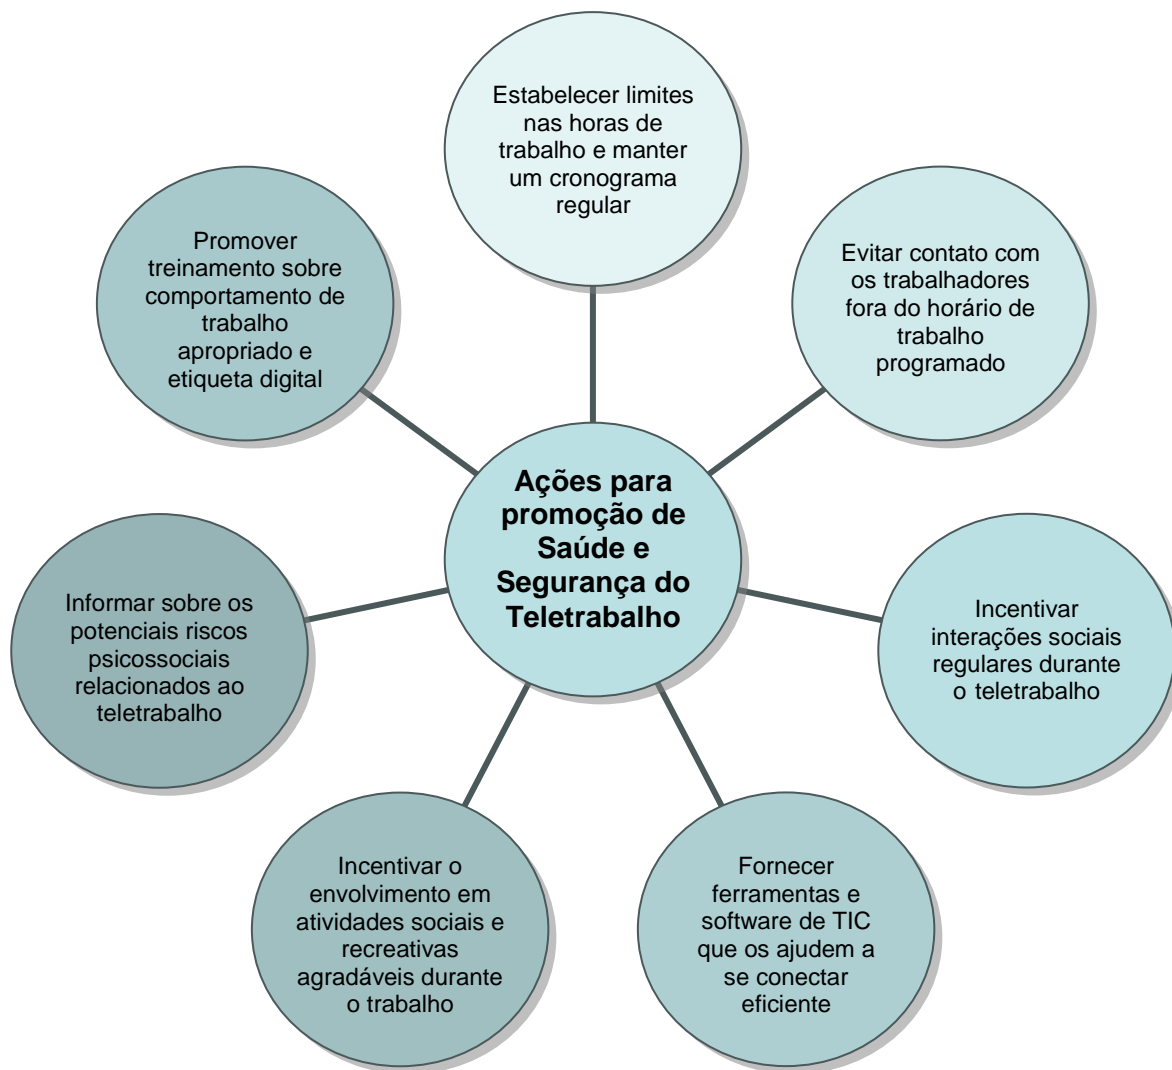 Estabelecer limites
nas horas de
trabalho e manter
um cronograma
regular
Evitar contato com
os trabalhadores
fora do horário de
trabalho
programado
Incentivar
interações sociais
regulares durante
o teletrabalho
Fornecer
ferramentas e
software de TIC
que os ajudem a
se conectar
eficiente
Incentivar o
envolvimento em
atividades sociais e
recreativas
agradáveis durante
o trabalho
Informar sobre os
potenciais riscos
psicossociais
relacionados ao
teletrabalho
Promover
treinamento sobre
comportamento de
trabalho
apropriado e
etiqueta digital
Ações para
promoção de
Saúde e
Segurança do
Teletrabalho